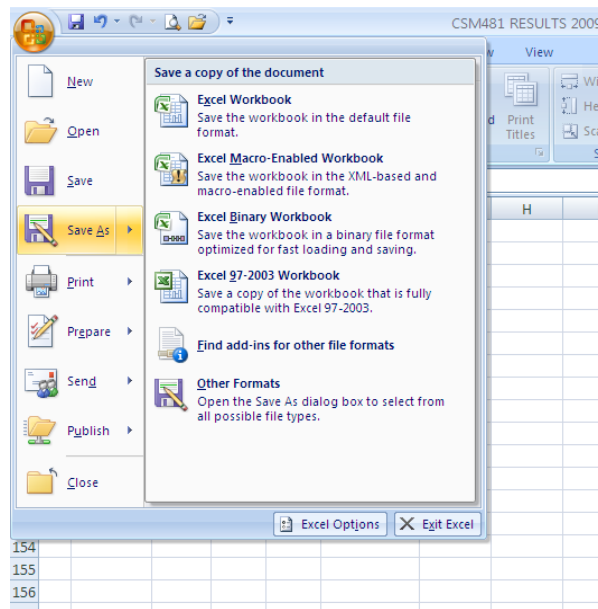 CSM481 RESULTS 2009
View
New
Open
Save
Save As
Print
Prepare
Send
Publish
Close
Save a copy of the document
Excel Workbook
Save the workbook in the default file
format.
Excel Macro-Enabled Workbook
Save the workbook in the XML-based and
macro-enabled file format.
Excel Binary Workbook
Save the workbook in a binary file format
optimized for fast loading and saving.
Excel 97-2003 Workbook
Save a copy of the workbook that is fully
compatible with Excel 97-2003.
Find add-ins for other file formats
Other Formats
Open the Save As dialog box to select from
all possible file types.
Excel Options
Exit Excel
d
Print
Titles
Wi
He
Sca
H
154
155
156